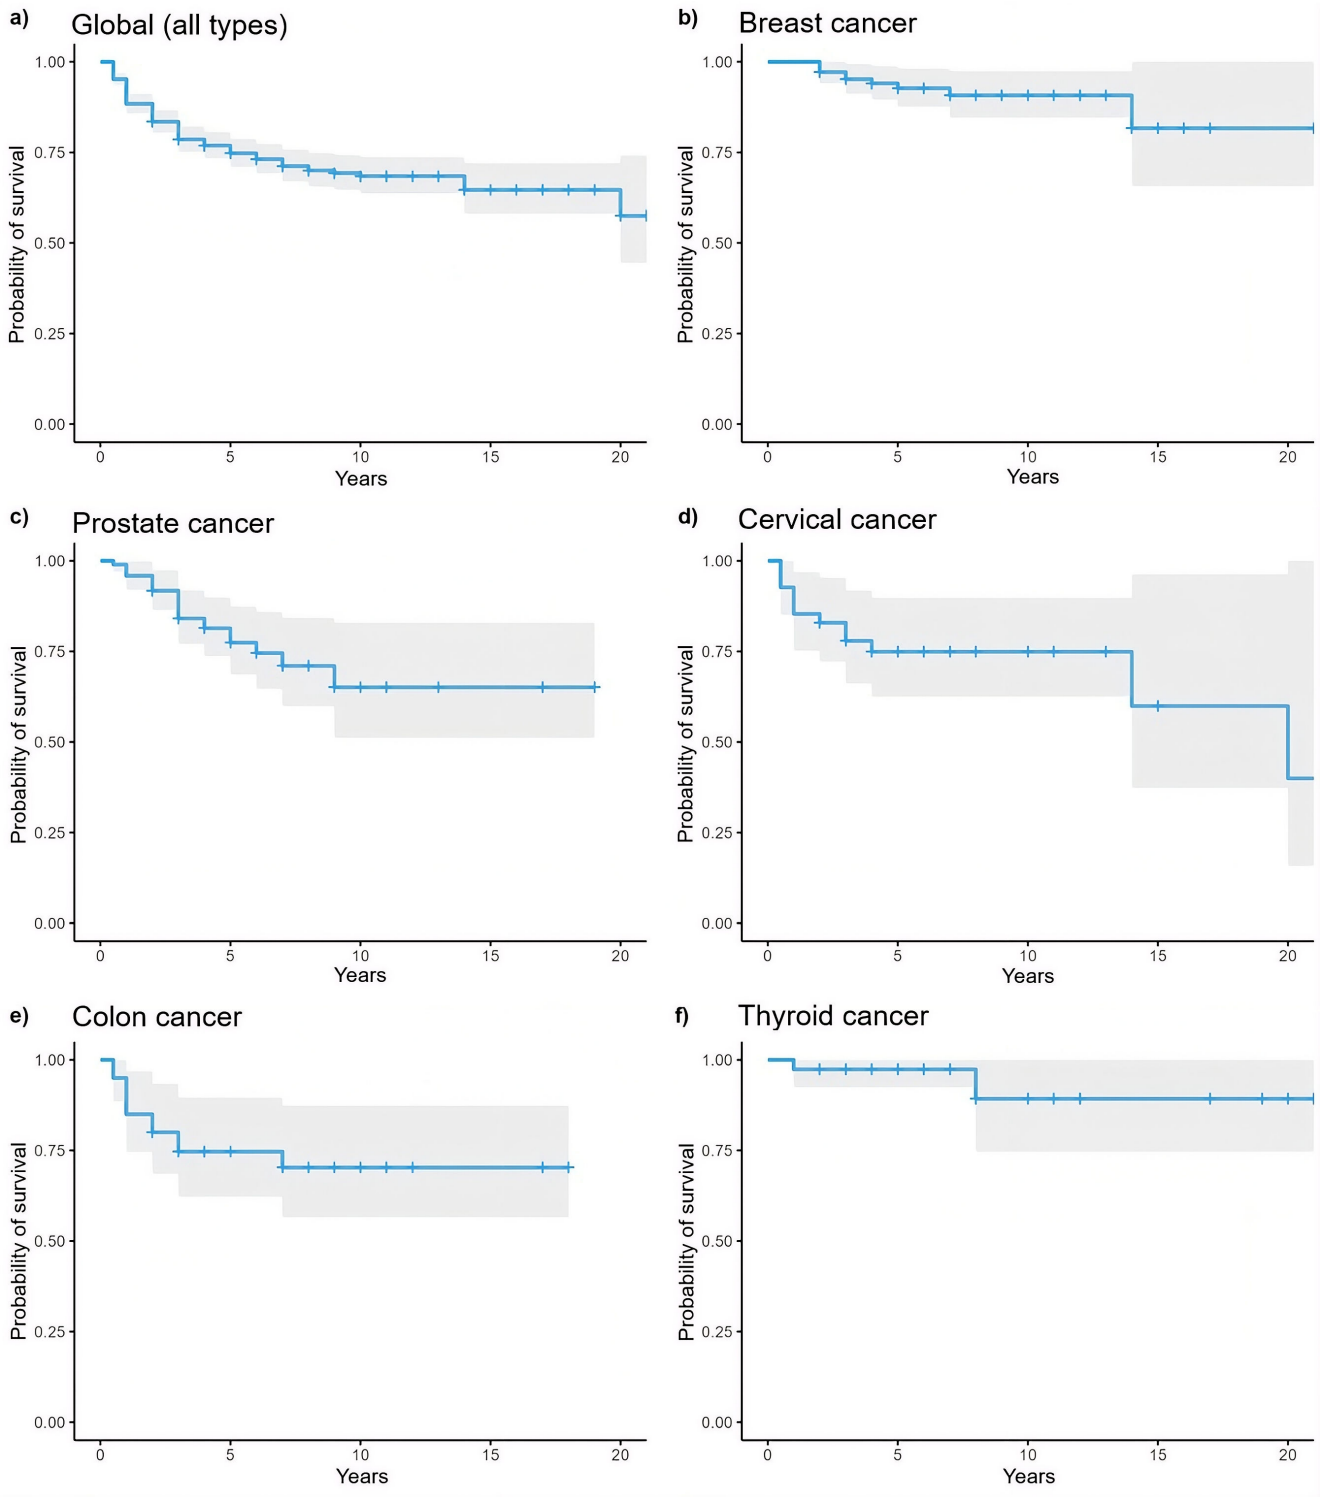 a) Global (all types)
1.00
0.75
0.50
0.25
0.00
Probability of survival
0 5 10 15 20
Years
b) Breast cancer
1.00
0.75
0.50
0.25
0.00
Probability of survival
0 5 10 15 20
Years
c) Prostate cancer
1.00
0.75
0.50
0.25
0.00
Probability of survival
0 5 10 15 20
Years
d) Cervical cancer
1.00
0.75
0.50
0.25
0.00
Probability of survival
0 5 10 15 20
Years
e) Colon cancer
1.00
0.75
0.50
0.25
0.00
Probability of survival
0 5 10 15 20
Years
f) Thyroid cancer
1.00
0.75
0.50
0.25
0.00
Probability of survival
0 5 10 15 20
Years